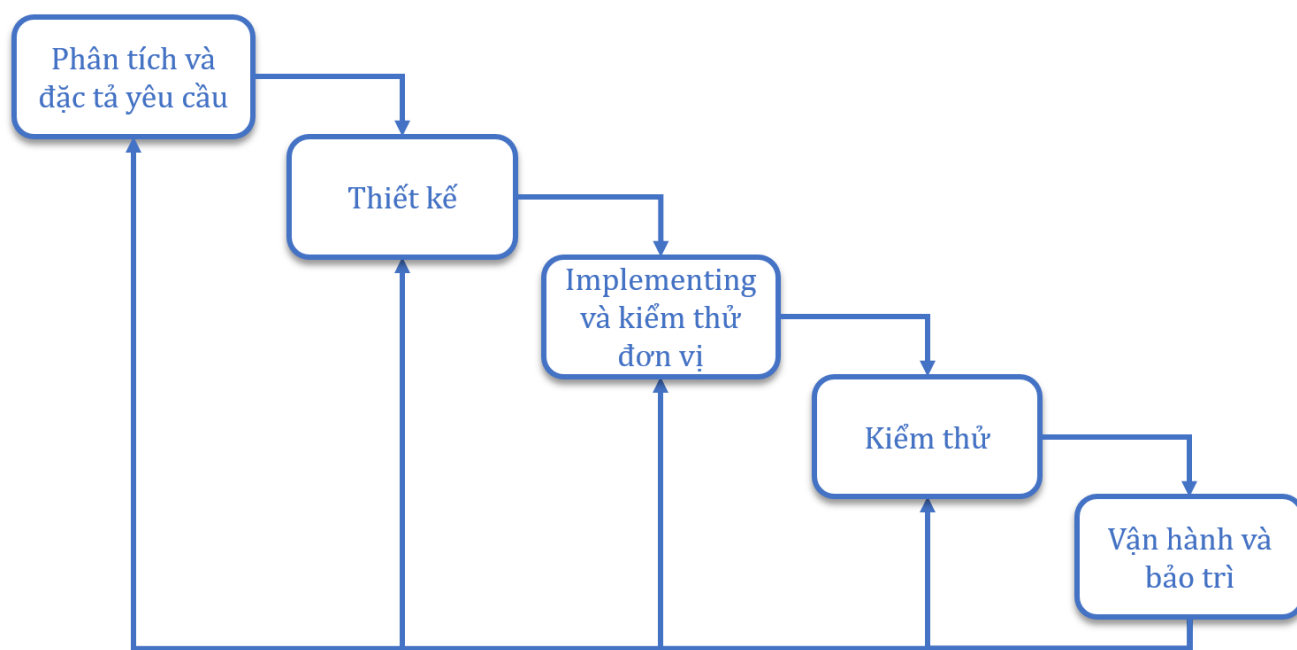 Phân tích và
đặc tả yêu cầu
Thiết kế
Implementing
và kiểm thử
đơn vị
Kiểm thử
Vận hành và
bảo trì